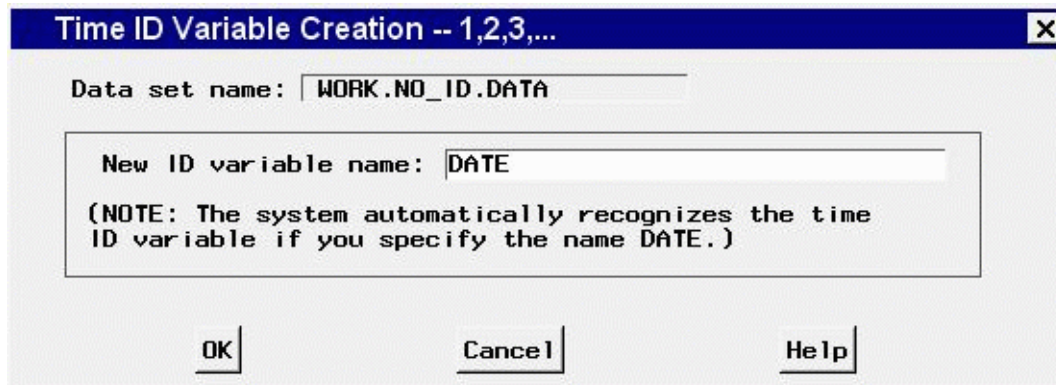 Time ID Variable Creation -- 1,2,3,...
Data set name: WORK.NO_ID.DATA
New ID variable name: DATE
(NOTE: The system automatically recognizes the time
ID variable if you specify the name DATE.)
OK Cancel Help